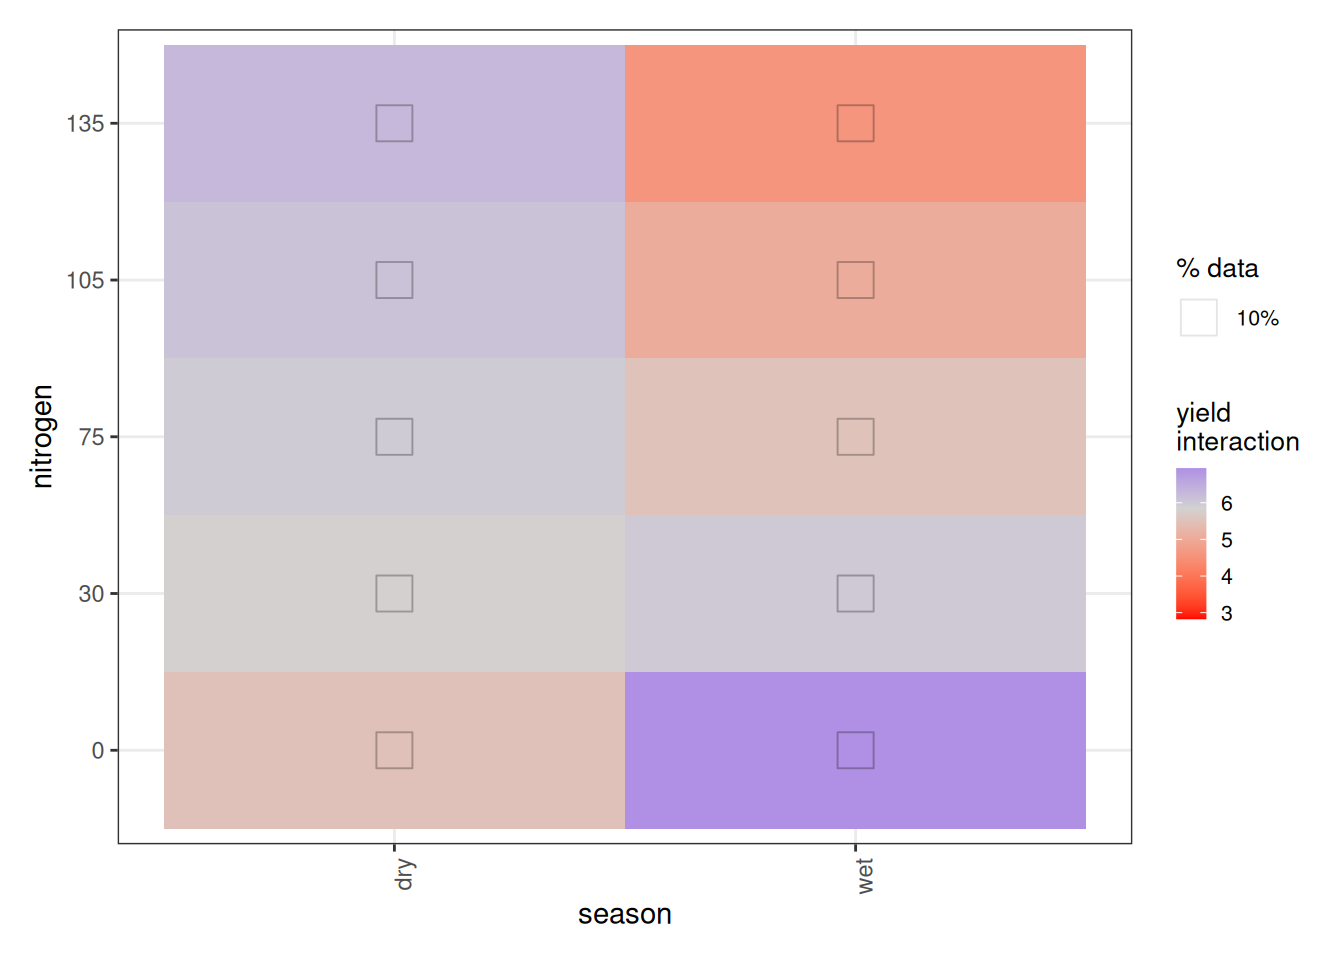 135
105
75
30
0
nitrogen
dry
wet
season
% data
10%
yield
interaction
6
5
4
3